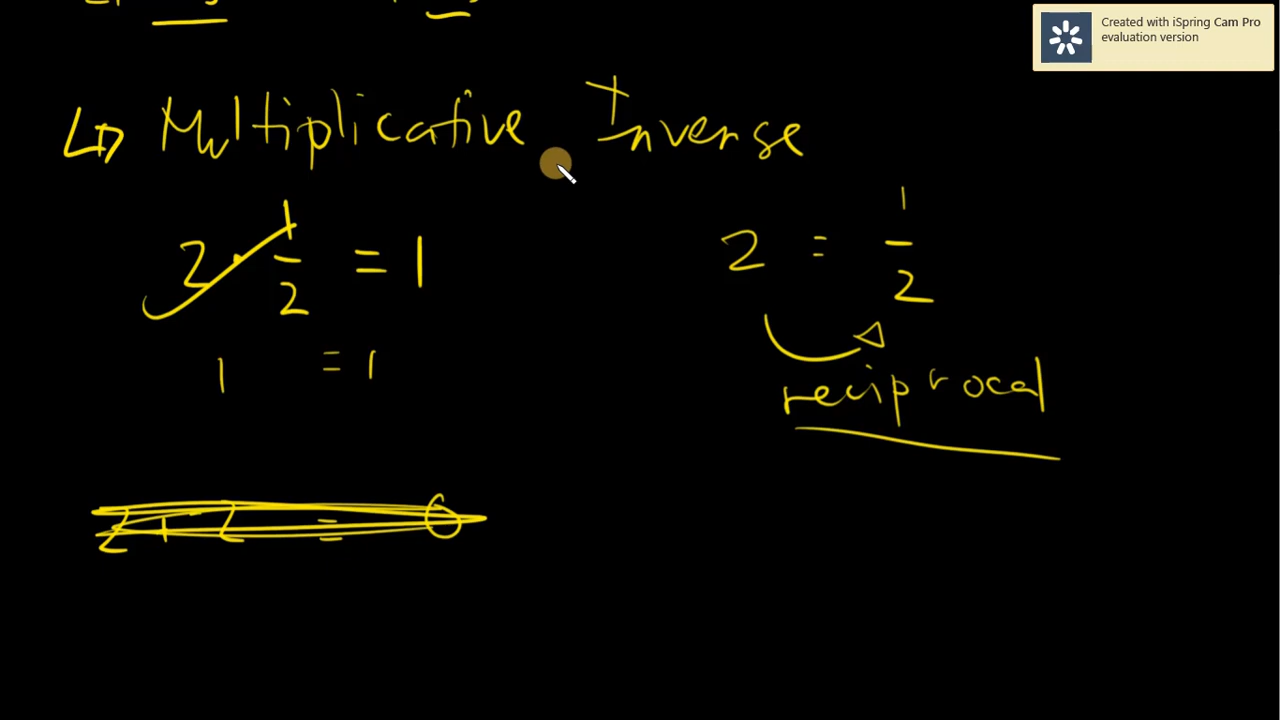 Created with iSpring Cam Pro
evaluation version
Multiplicative Inverse
2 · 1/2 = 1
2 = 1/2
1 = 1
reciprocal